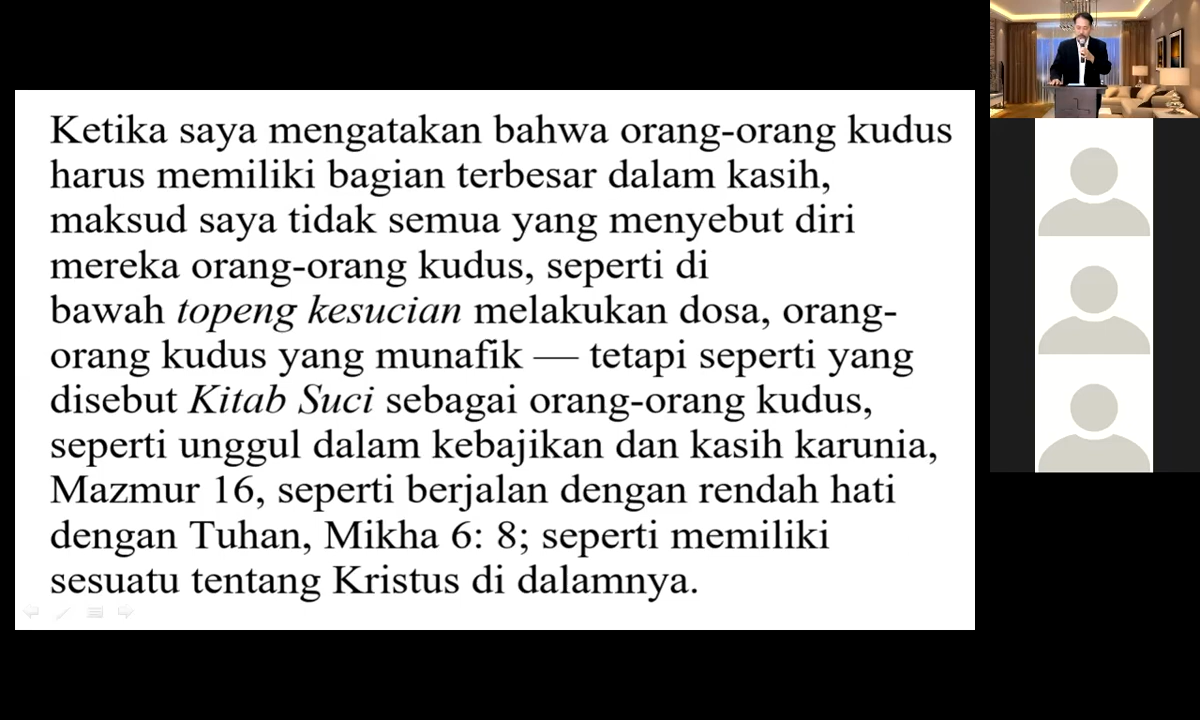 Ketika saya mengatakan bahwa orang-orang kudus
harus memiliki bagian terbesar dalam kasih,
maksud saya tidak semua yang menyebut diri
mereka orang-orang kudus, seperti di
bawah topeng kesucian melakukan dosa, orang-
orang kudus yang munafik — tetapi seperti yang
disebut Kitab Suci sebagai orang-orang kudus,
seperti unggul dalam kebajikan dan kasih karunia,
Mazmur 16, seperti berjalan dengan rendah hati
dengan Tuhan, Mikha 6: 8; seperti memiliki
sesuatu tentang Kristus di dalamnya.